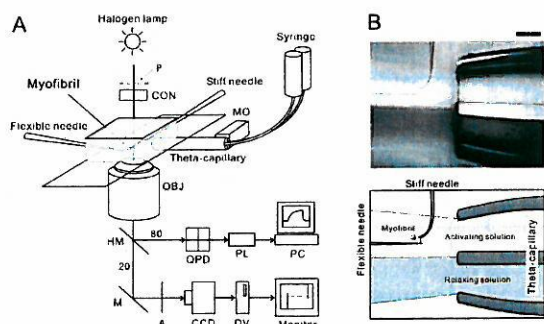 A
Halogen lamp
P
Myofibril
CON
Stiff needle
Syringe
Flexible needle
MO
Theta-capillary
OBJ
HM
80
QPD
PL
PC
20
M
A
CCD
DV
Monitor
B
Stiff needle
Flexible needle
Myofibril
Activating solution
Relaxing solution
Theta-capillary